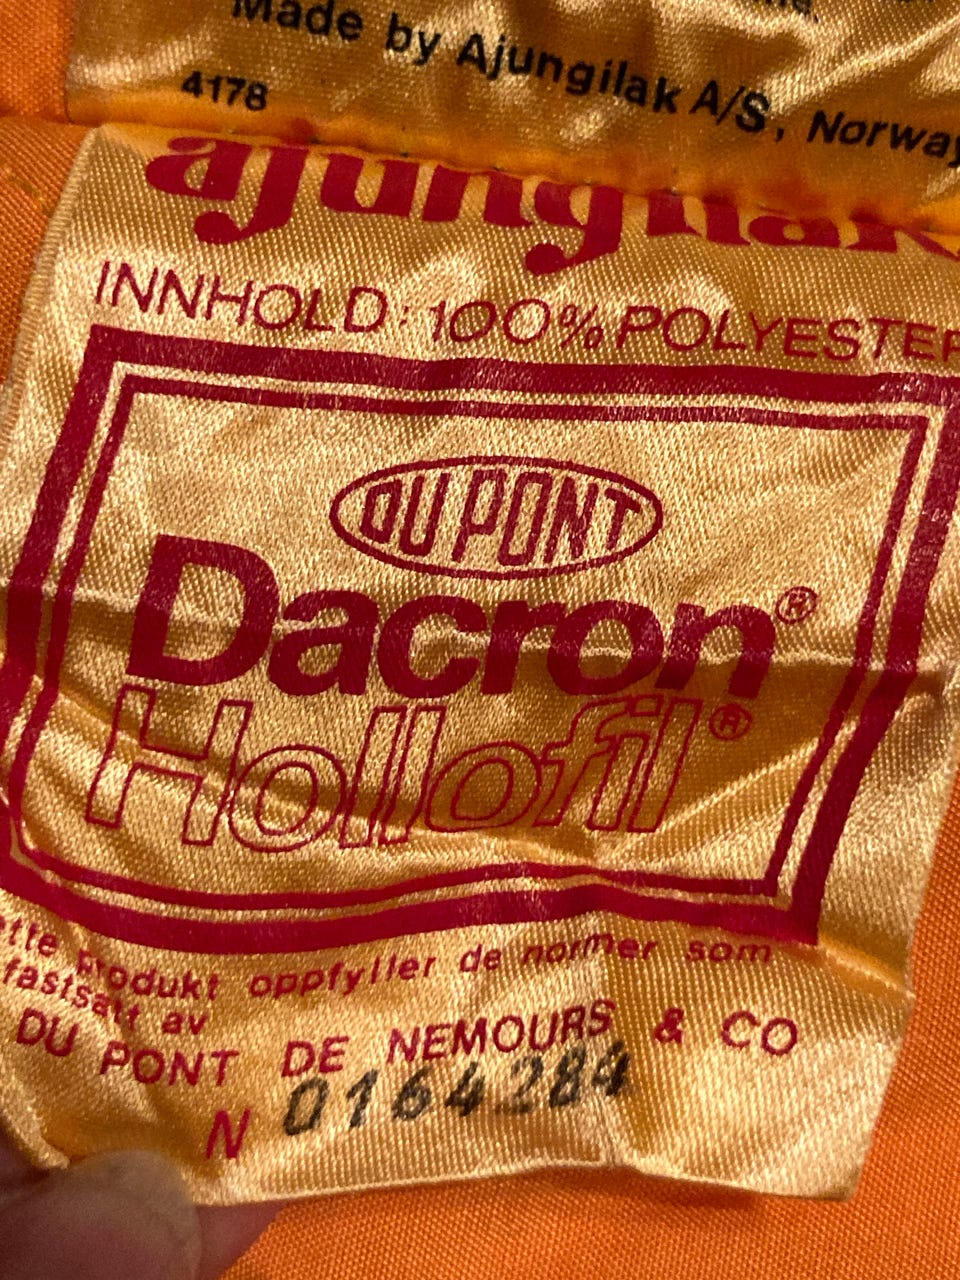 Made by Ajungilak A/S, Norway
4178
ajungilak
INNHOLD: 100% POLYESTER
DU PONT
Dacron®
Hollofil®
ette produkt oppfyller de normer som
fastsatt av
DU PONT DE NEMOURS & CO
N 0164284